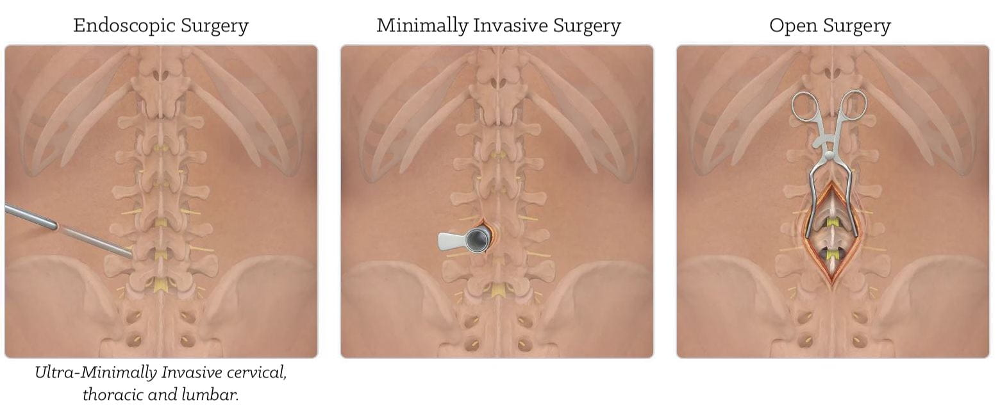 Endoscopic Surgery
Minimally Invasive Surgery
Open Surgery
Ultra-Minimally Invasive cervical,
thoracic and lumbar.